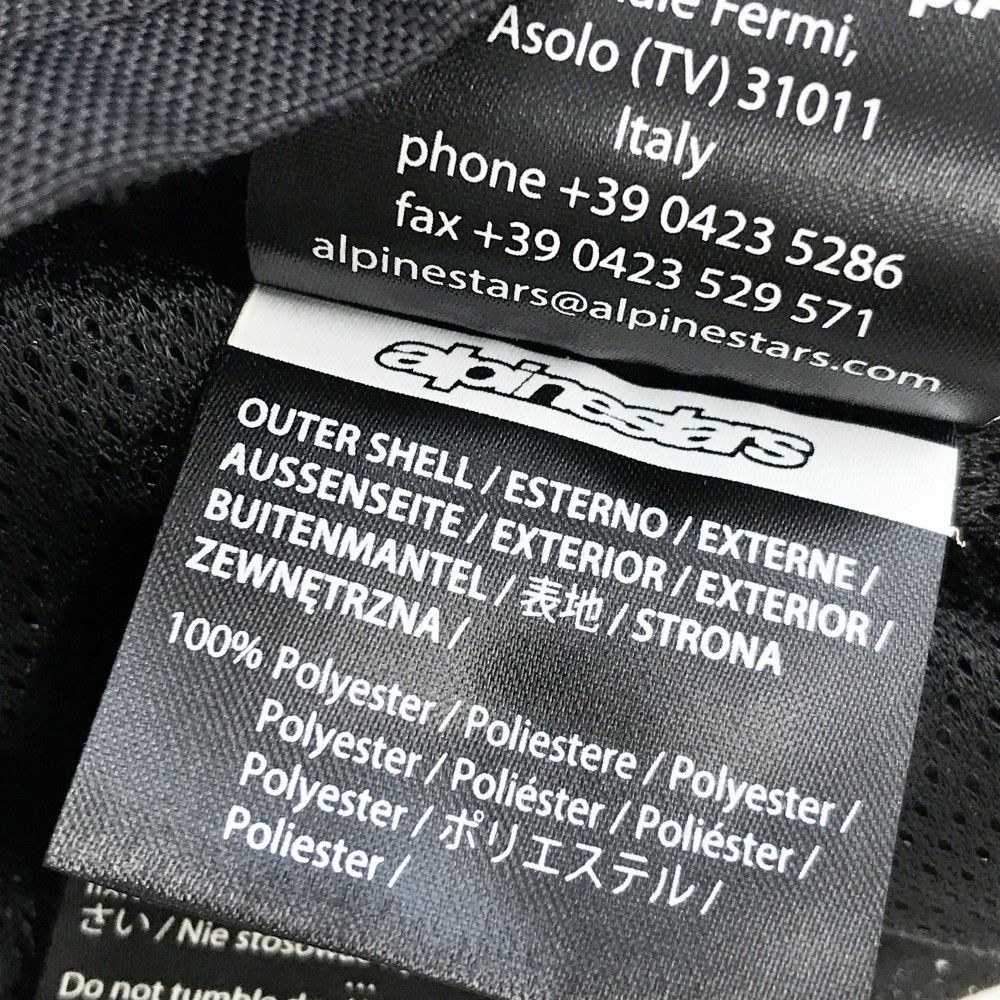 Fermi,
Asolo (TV) 31011
Italy
phone +39 0423 5286
fax +39 0423 529 571
alpinestars@alpinestars.com
alpinestars
OUTER SHELL / ESTERNO / EXTERNE /
AUSSENSEITE / EXTERIOR / EXTERIOR /
BUITENMANTEL / 表地 / STRONA
ZEWNĘTRZNA /
100% Polyester / Poliestere / Polyester /
Polyester / Poliéster / Poliéster /
Polyester / ポリエステル /
Poliester /
さい / Nie
Do not tumble